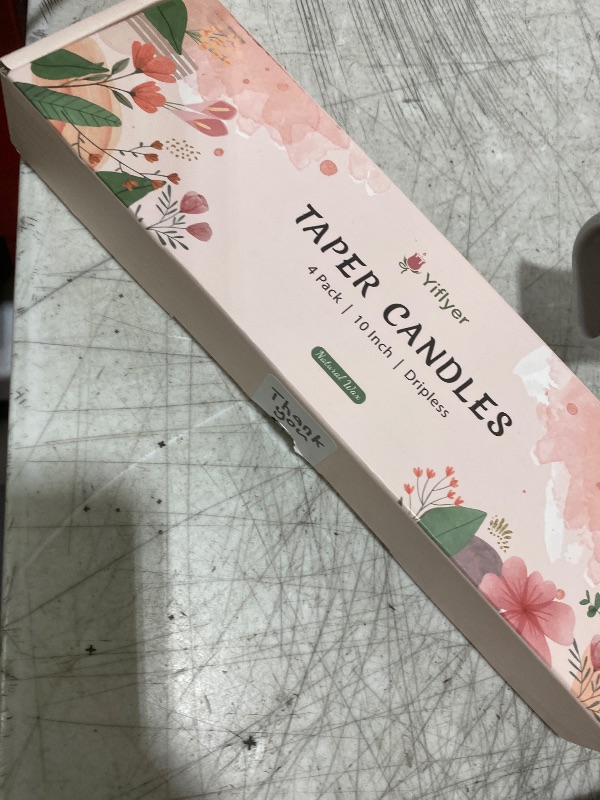 Yiflyer
TAPER CANDLES
4 Pack | 10 Inch | Dripless
Natural Wax
Thank
you